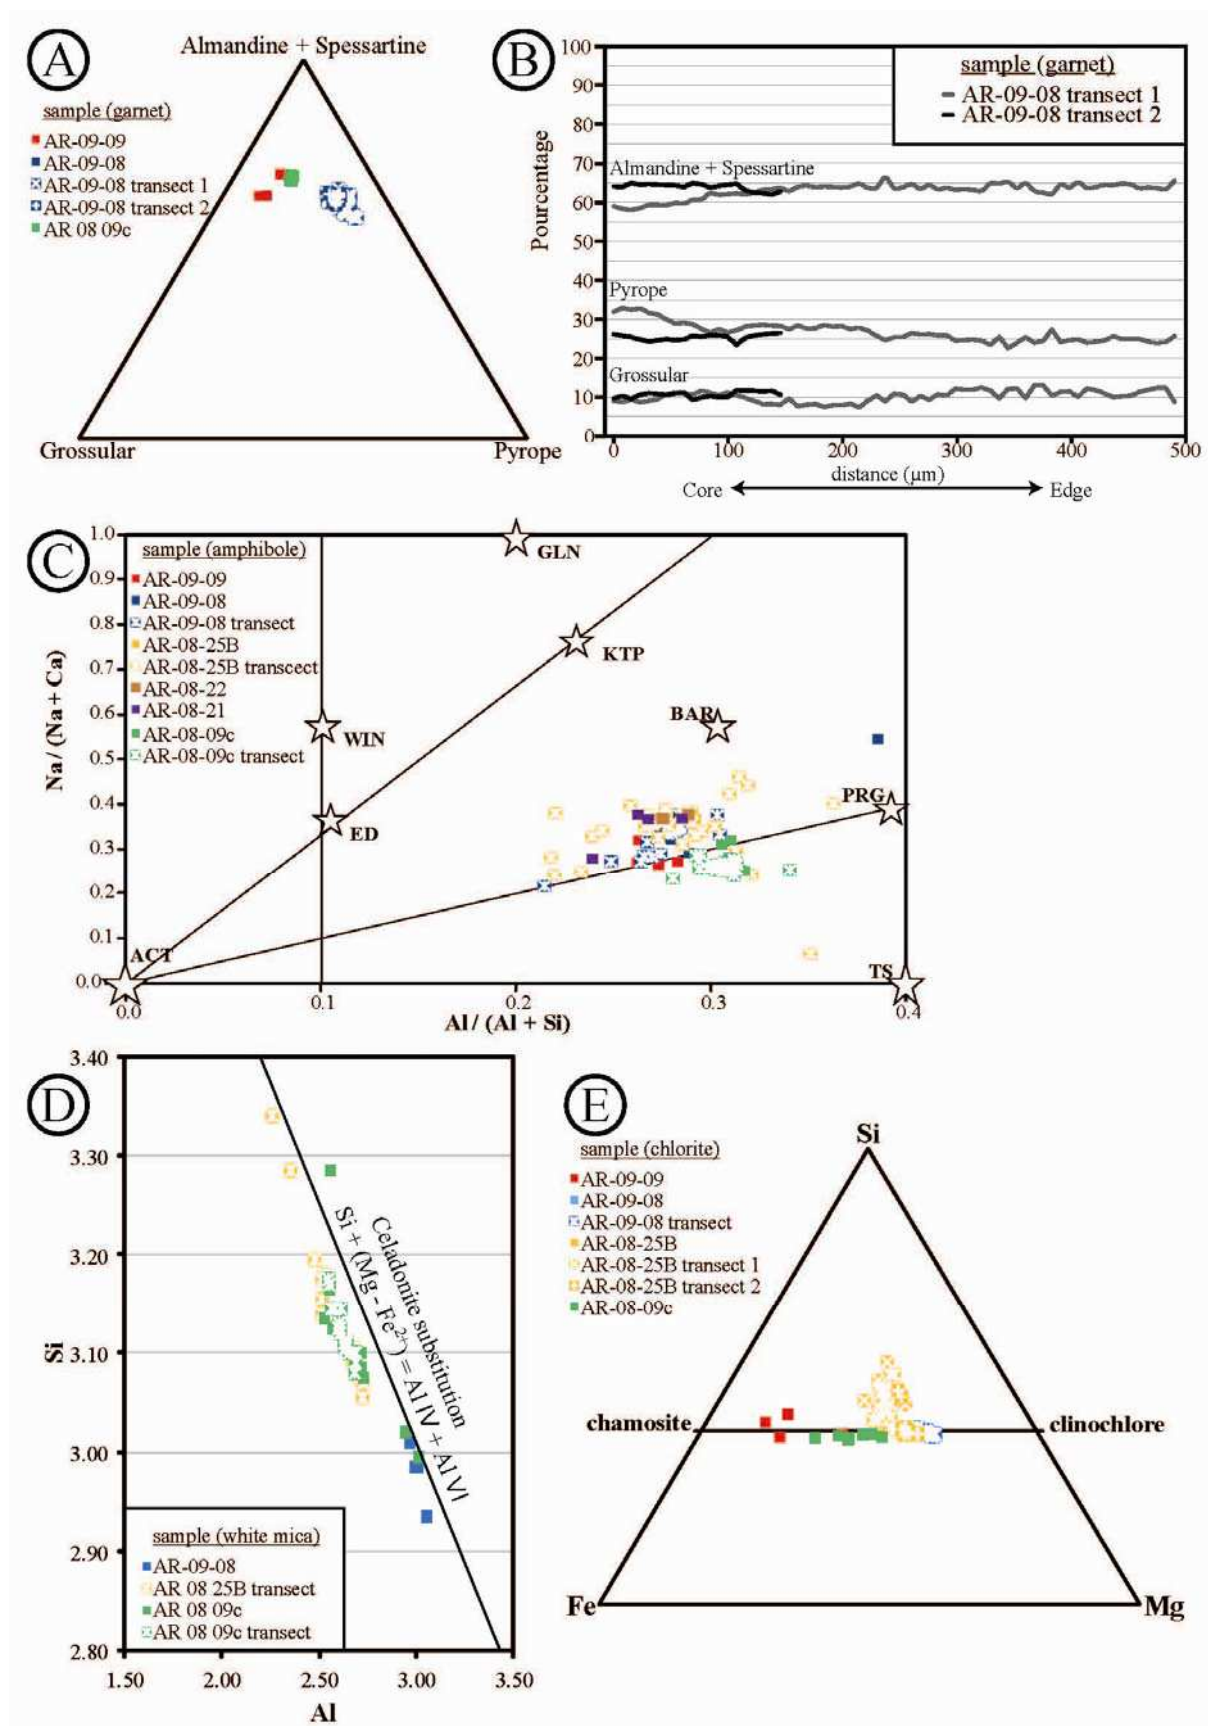 A
Almandine + Spessartine
sample (garnet)
AR-09-09
AR-09-08
AR-09-08 transect 1
AR-09-08 transect 2
AR 08 09c
Grossular
Pyrope
B
Pourcentage
100
90
80
70
60
50
40
30
20
10
0
sample (garnet)
AR-09-08 transect 1
AR-09-08 transect 2
Almandine + Spessartine
Pyrope
Grossular
0 100 200 300 400 500
distance (µm)
Core
Edge
C
Na / (Na + Ca)
1.0
0.9
0.8
0.7
0.6
0.5
0.4
0.3
0.2
0.1
0.0
sample (amphibole)
AR-09-09
AR-09-08
AR-09-08 transect
AR-08-25B
AR-08-25B transcect
AR-08-22
AR-08-21
AR-08-09c
AR-08-09c transect
GLN
KTP
BAR
WIN
PRG
ED
ACT
TS
0.0 0.1 0.2 0.3 0.4
Al / (Al + Si)
D
Si
3.40
3.30
3.20
3.10
3.00
2.90
2.80
Celadonite substitution
Si + (Mg - Fe²⁺) = Al IV + Al VI
sample (white mica)
AR-09-08
AR 08 25B transect
AR 08 09c
AR 08 09c transect
1.50 2.00 2.50 3.00 3.50
Al
E
Si
sample (chlorite)
AR-09-09
AR-09-08
AR-09-08 transect
AR-08-25B
AR-08-25B transect 1
AR-08-25B transect 2
AR-08-09c
chamosite
clinochlore
Fe
Mg